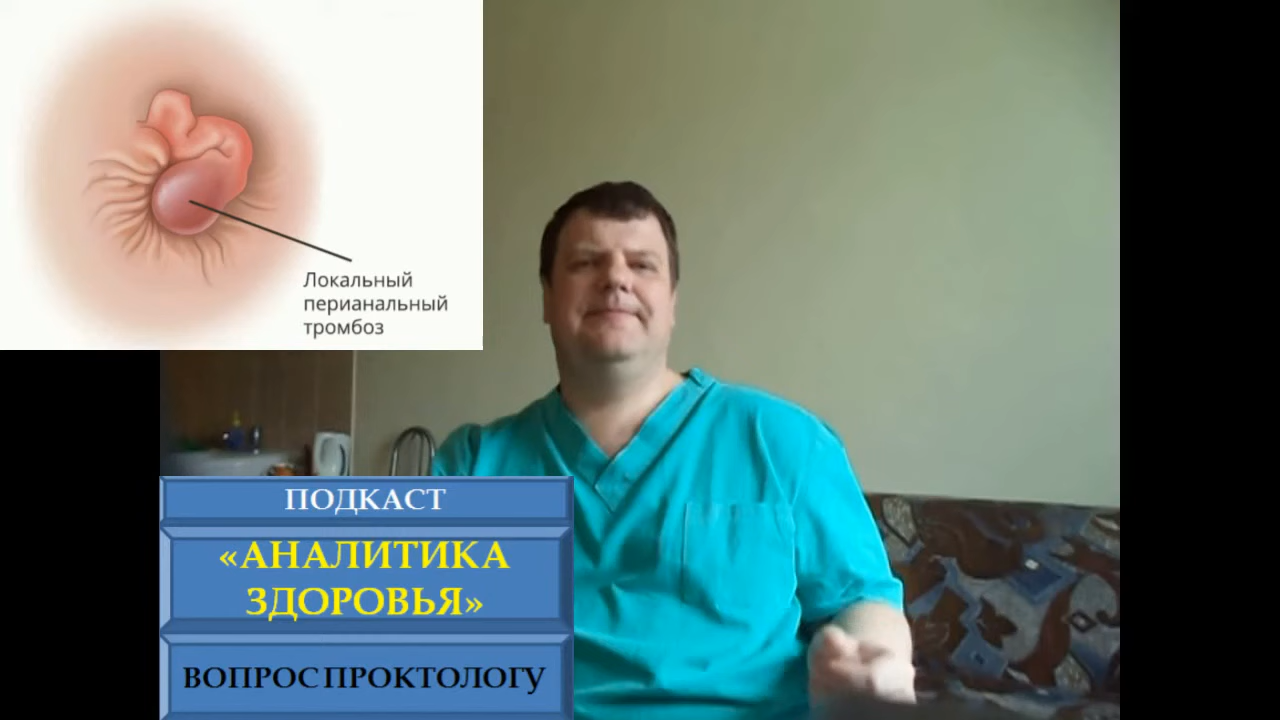 Локальный
перианальный
тромбоз
ПОДКАСТ
«АНАЛИТИКА
ЗДОРОВЬЯ»
ВОПРОС ПРОКТОЛОГУ